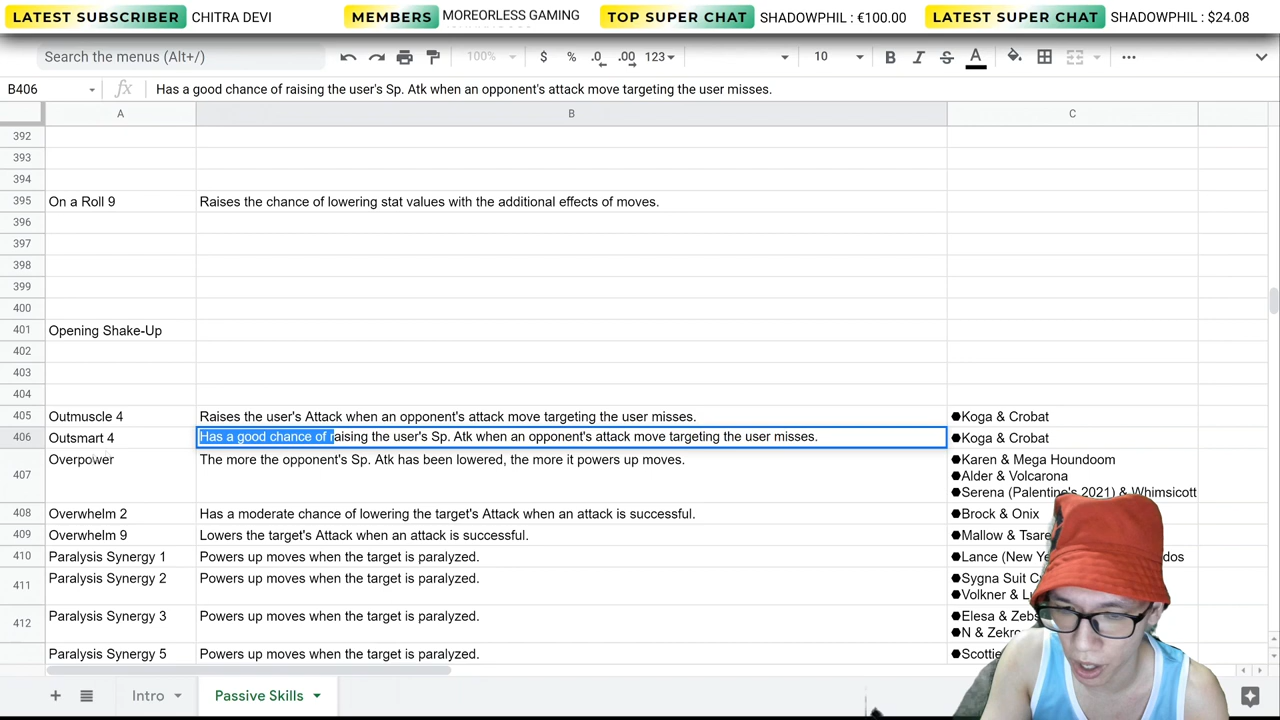 LATEST SUBSCRIBER CHITRA DEVI MEMBERS MOREORLESS GAMING TOP SUPER CHAT SHADOWPHIL : €100.00 LATEST SUPER CHAT SHADOWPHIL : $24.08
Search the menus (Alt+/) 100% $ % .0 .00 123 10 B I S A
B406 fx Has a good chance of raising the user's Sp. Atk when an opponent's attack move targeting the user misses.
A B C
392
393
394
395 On a Roll 9 Raises the chance of lowering stat values with the additional effects of moves.
396
397
398
399
400
401 Opening Shake-Up
402
403
404
405 Outmuscle 4 Raises the user's Attack when an opponent's attack move targeting the user misses. ⬣Koga & Crobat
406 Outsmart 4 Has a good chance of raising the user's Sp. Atk when an opponent's attack move targeting the user misses. ⬣Koga & Crobat
407 Overpower The more the opponent's Sp. Atk has been lowered, the more it powers up moves. ⬣Karen & Mega Houndoom
⬣Alder & Volcarona
⬣Serena (Palentine's 2021) & Whimsicott
408 Overwhelm 2 Has a moderate chance of lowering the target's Attack when an attack is successful. ⬣Brock & Onix
409 Overwhelm 9 Lowers the target's Attack when an attack is successful. ⬣Mallow &
410 Paralysis Synergy 1 Powers up moves when the target is paralyzed. ⬣Lance (New
411 Paralysis Synergy 2 Powers up moves when the target is paralyzed. ⬣Sygna Suit
⬣Volkner &
412 Paralysis Synergy 3 Powers up moves when the target is paralyzed. ⬣Elesa &
⬣N &
Paralysis Synergy 5 Powers up moves when the target is paralyzed. ⬣Scottie
Intro Passive Skills